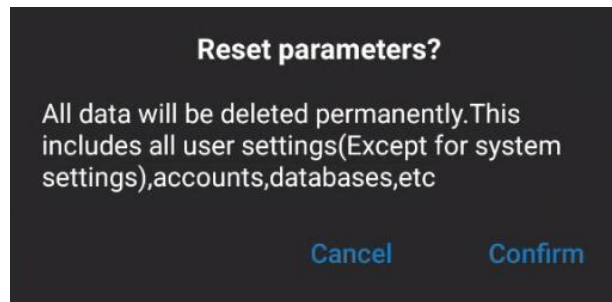 Reset parameters?
All data will be deleted permanently.This
includes all user settings(Except for system
settings),accounts,databases,etc
Cancel Confirm